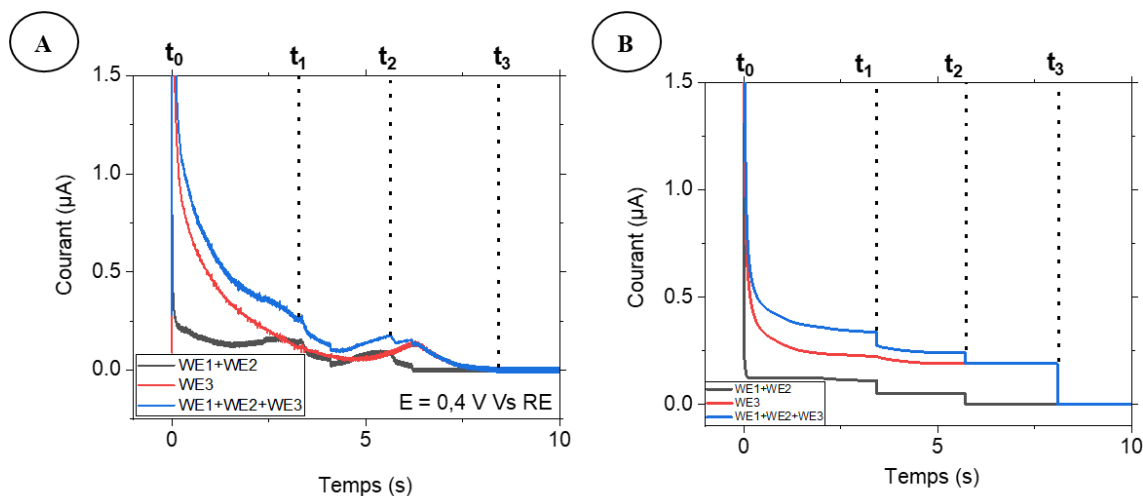 A
t0 t1 t2 t3
1.5
1.0
0.5
0.0
Courant (µA)
WE1+WE2
WE3
WE1+WE2+WE3
E = 0,4 V Vs RE
0 5 10
Temps (s)
B
t0 t1 t2 t3
1.5
1.0
0.5
0.0
Courant (µA)
WE1+WE2
WE3
WE1+WE2+WE3
0 5 10
Temps (s)